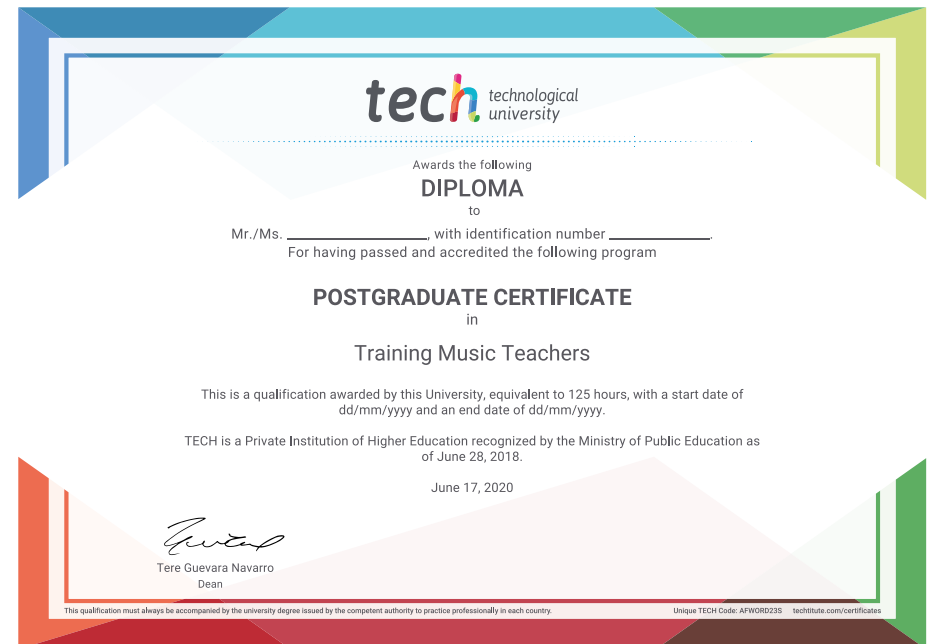 tech technological
university
Awards the following
DIPLOMA
to
Mr./Ms. ____________________, with identification number ______________.
For having passed and accredited the following program
POSTGRADUATE CERTIFICATE
in
Training Music Teachers
This is a qualification awarded by this University, equivalent to 125 hours, with a start date of
dd/mm/yyyy and an end date of dd/mm/yyyy.
TECH is a Private Institution of Higher Education recognized by the Ministry of Public Education as
of June 28, 2018.
June 17, 2020
Tere Guevara Navarro
Dean
This qualification must always be accompanied by the university degree issued by the competent authority to practice professionally in each country.
Unique TECH Code: AFWORD23S techtitute.com/certificates